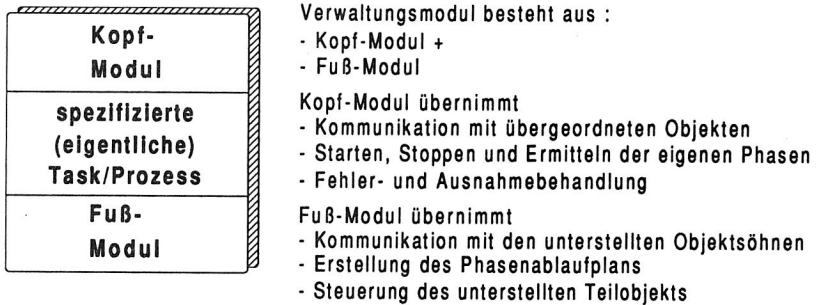 Kopf-
Modul
spezifizierte
(eigentliche)
Task/Prozess
Fuß-
Modul
Verwaltungsmodul besteht aus :
- Kopf-Modul +
- Fuß-Modul
Kopf-Modul übernimmt
- Kommunikation mit übergeordneten Objekten
- Starten, Stoppen und Ermitteln der eigenen Phasen
- Fehler- und Ausnahmebehandlung
Fuß-Modul übernimmt
- Kommunikation mit den unterstellten Objektsöhnen
- Erstellung des Phasenablaufplans
- Steuerung des unterstellten Teilobjekts